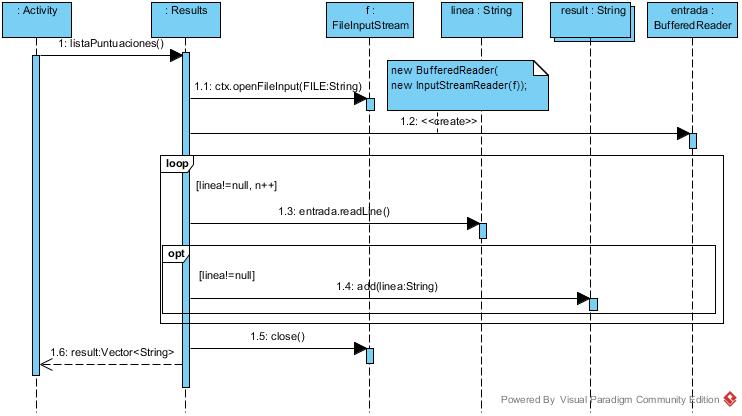 : Activity
: Results
f :
FileInputStream
linea : String
result : String
entrada :
BufferedReader
1: listaPuntuaciones()
1.1: ctx.openFileInput(FILE:String)
new BufferedReader(
new InputStreamReader(f));
1.2: <<create>>
loop
[linea!=null, n++]
1.3: entrada.readLine()
opt
[linea!=null]
1.4: add(linea:String)
1.5: close()
1.6: result:Vector<String>
Powered By Visual Paradigm Community Edition